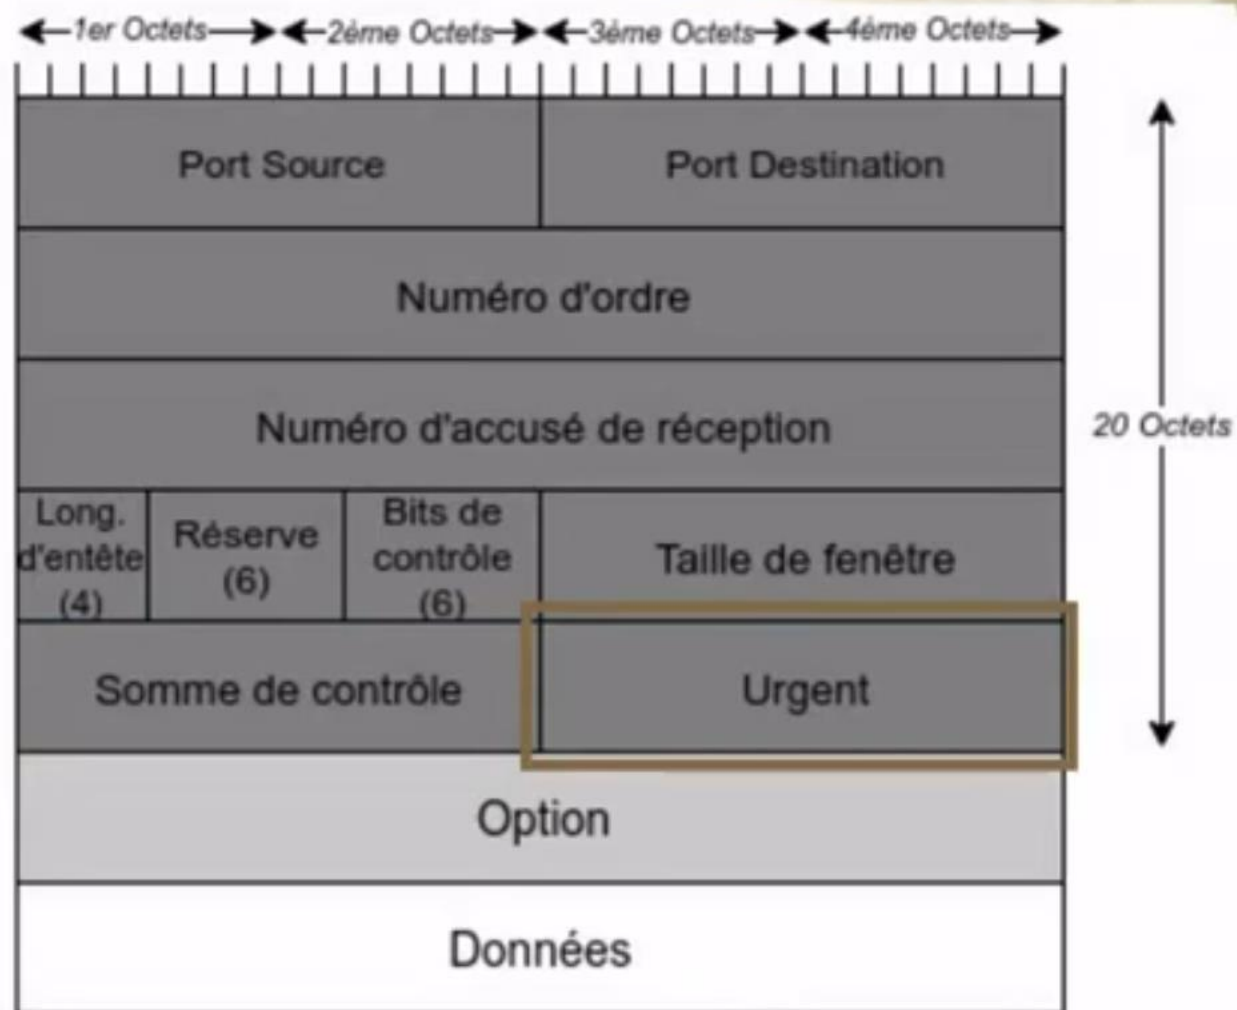 1er Octets 2ème Octets 3ème Octets 4ème Octets
Port Source Port Destination
Numéro d'ordre
Numéro d'accusé de réception
20 Octets
Long.
d'entête
(4)
Réserve
(6)
Bits de
contrôle
(6)
Taille de fenêtre
Somme de contrôle Urgent
Option
Données